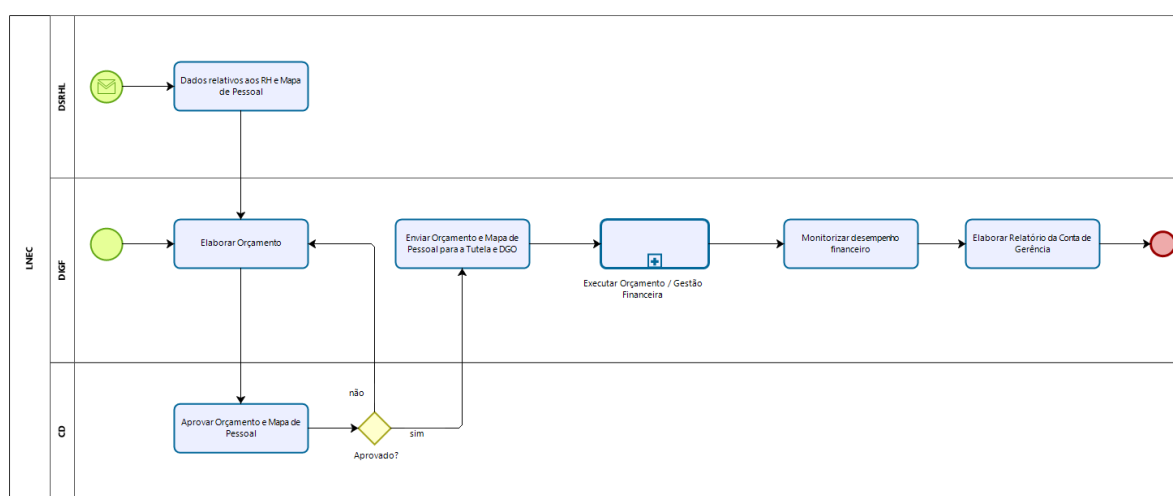 LNEC
DSRHL
Dados relativos aos RH e Mapa
de Pessoal
DIGF
Elaborar Orçamento
Enviar Orçamento e Mapa de
Pessoal para a Tutela e DGO
Executar Orçamento / Gestão
Financeira
Monitorizar desempenho
financeiro
Elaborar Relatório da Conta de
Gerência
CD
Aprovar Orçamento e Mapa de
Pessoal
não
sim
Aprovado?